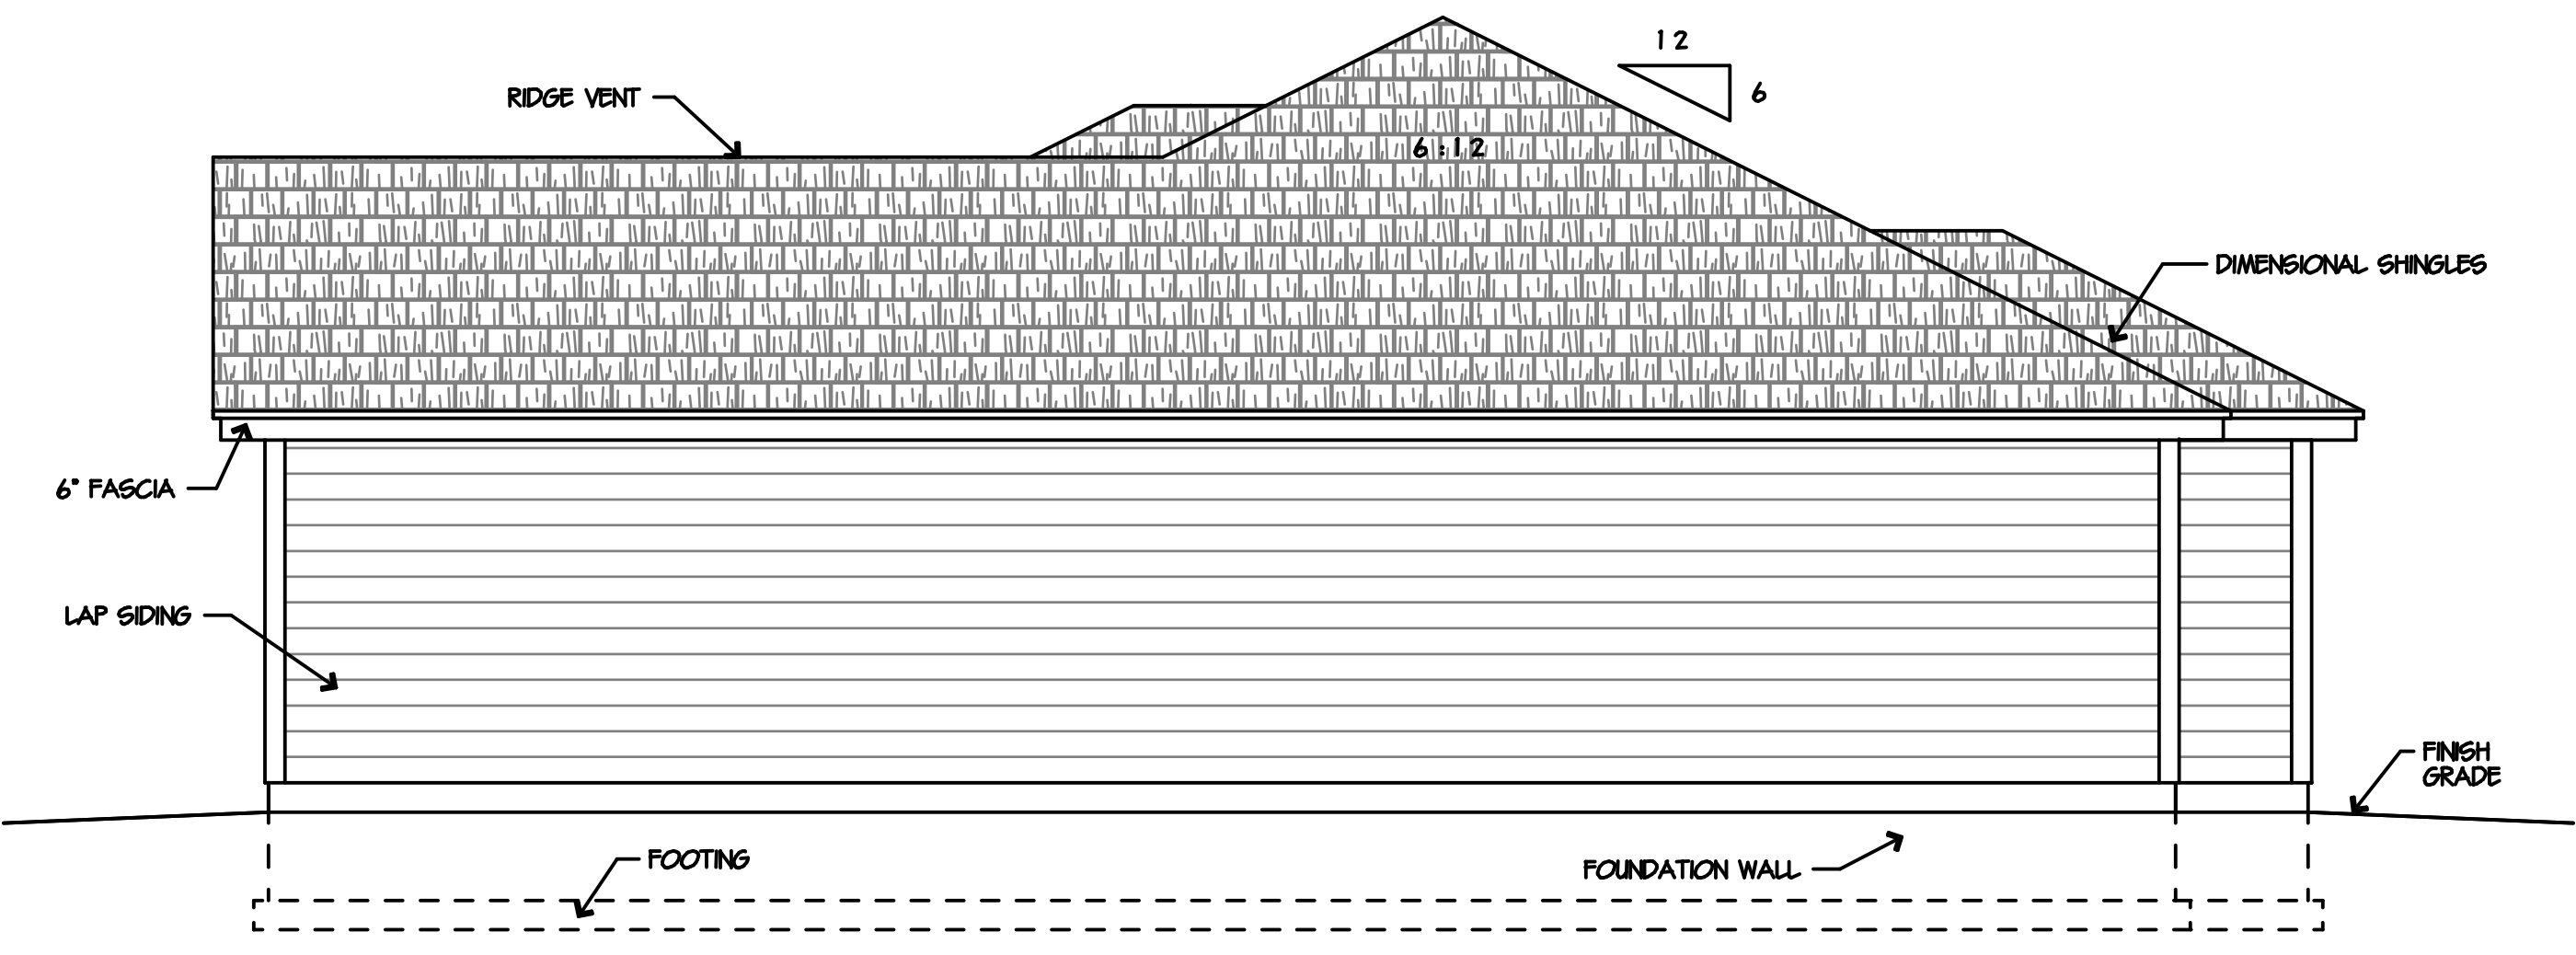 12
RIDGE VENT
6
6:12
DIMENSIONAL SHINGLES
6" FASCIA
LAP SIDING
FINISH
GRADE
FOOTING
FOUNDATION WALL